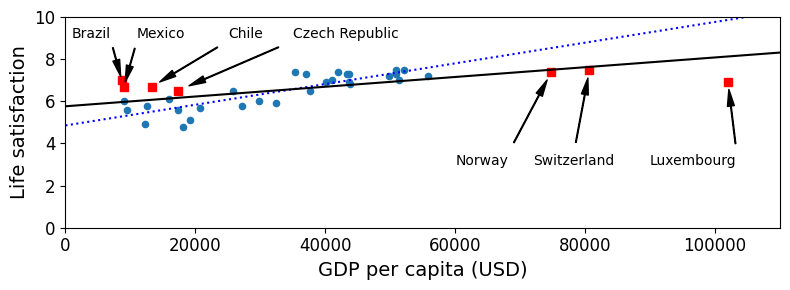 Brazil Mexico Chile Czech Republic
10
8
6
4
2
0
Life satisfaction
Norway Switzerland Luxembourg
0 20000 40000 60000 80000 100000
GDP per capita (USD)